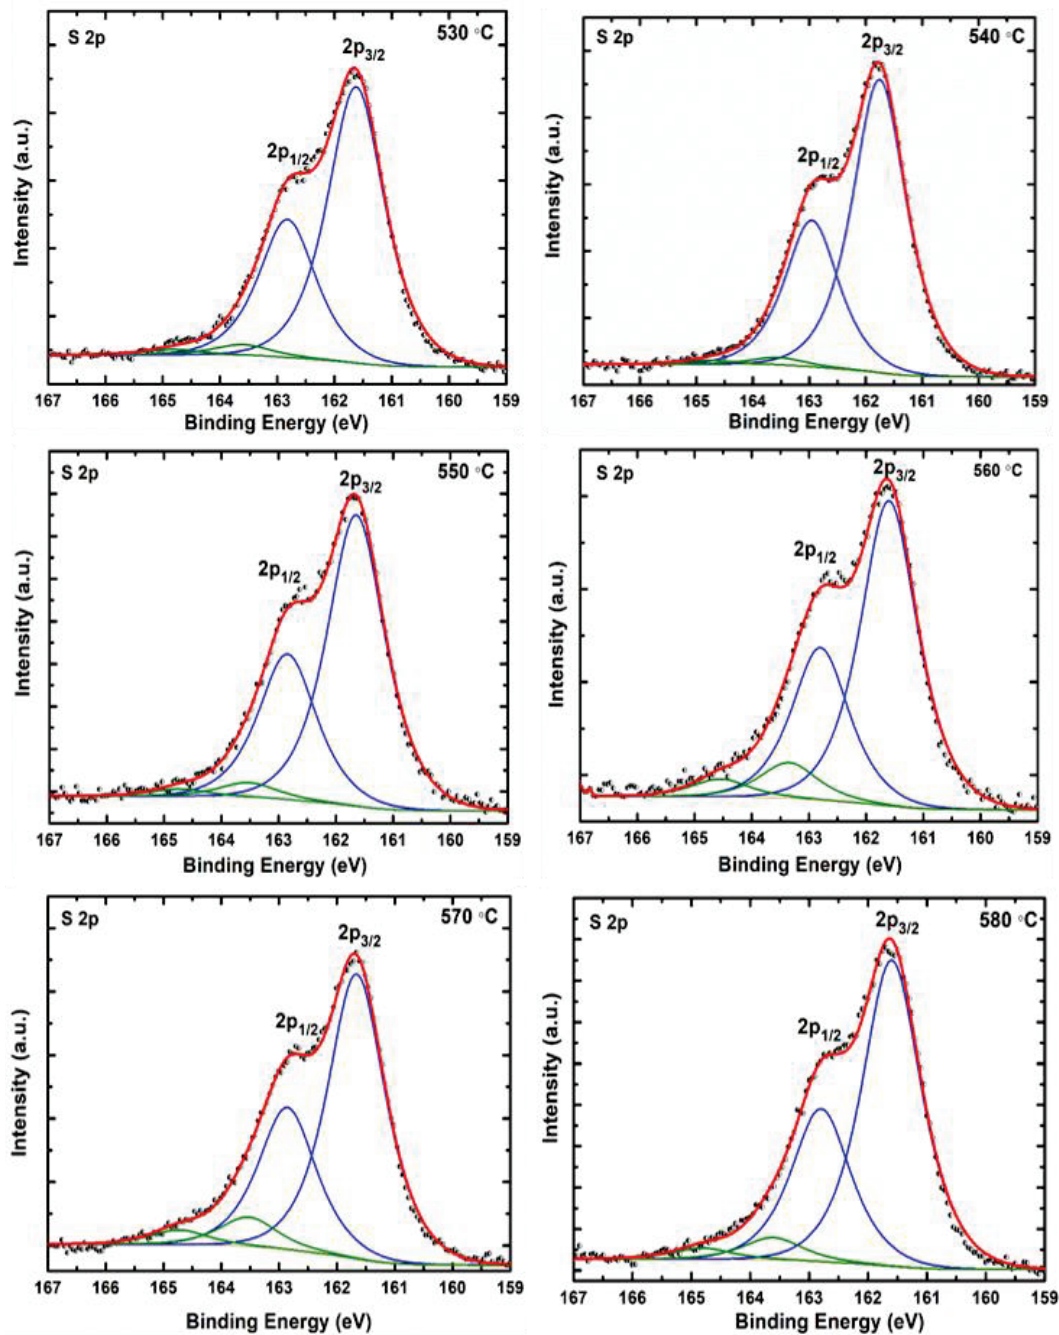 S 2p 530 °C
2p3/2
2p1/2
Intensity (a.u.)
167 166 165 164 163 162 161 160 159
Binding Energy (eV)
S 2p 540 °C
2p3/2
2p1/2
Intensity (a.u.)
167 166 165 164 163 162 161 160 159
Binding Energy (eV)
S 2p 550 °C
2p3/2
2p1/2
Intensity (a.u.)
167 166 165 164 163 162 161 160 159
Binding Energy (eV)
S 2p 560 °C
2p3/2
2p1/2
Intensity (a.u.)
167 166 165 164 163 162 161 160 159
Binding Energy (eV)
S 2p 570 °C
2p3/2
2p1/2
Intensity (a.u.)
167 166 165 164 163 162 161 160 159
Binding Energy (eV)
S 2p 580 °C
2p3/2
2p1/2
Intensity (a.u.)
167 166 165 164 163 162 161 160 159
Binding Energy (eV)